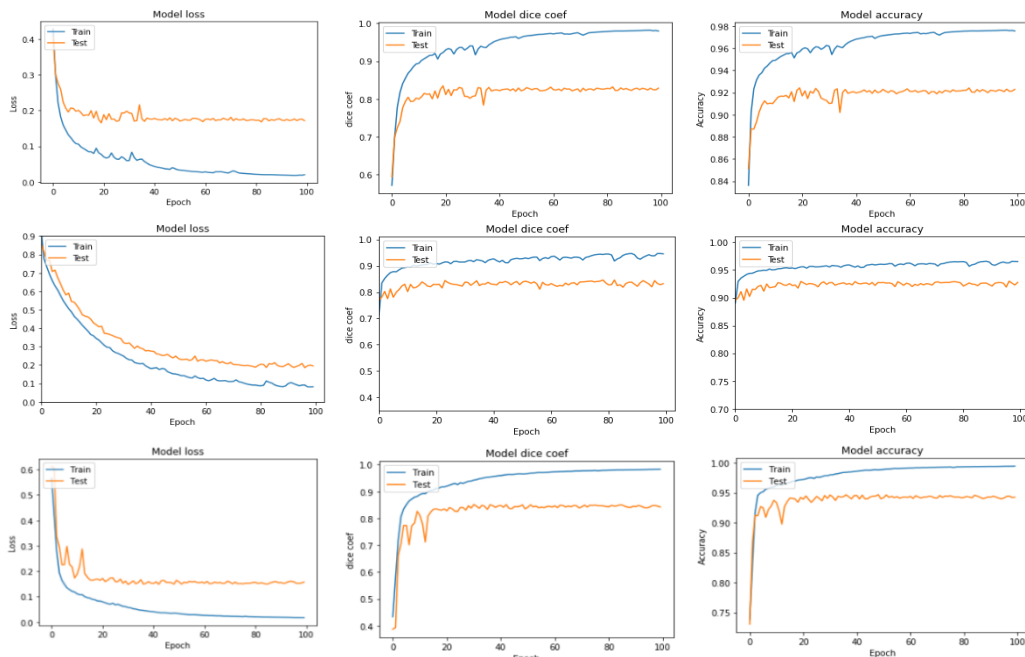 Model loss
Train
Test
Loss
0.4
0.3
0.2
0.1
0.0
0 20 40 60 80 100
Epoch
Model dice coef
Train
Test
dice coef
1.0
0.9
0.8
0.7
0.6
0 20 40 60 80 100
Epoch
Model accuracy
Train
Test
Accuracy
0.98
0.96
0.94
0.92
0.90
0.88
0.86
0.84
0 20 40 60 80 100
Epoch
Model loss
Train
Test
Loss
0.9
0.8
0.7
0.6
0.5
0.4
0.3
0.2
0.1
0.0
0 20 40 60 80 100
Epoch
Model dice coef
Train
Test
dice coef
1.0
0.9
0.8
0.7
0.6
0.5
0.4
0 20 40 60 80 100
Epoch
Model accuracy
Train
Test
Accuracy
1.00
0.95
0.90
0.85
0.80
0.75
0.70
0 20 40 60 80 100
Epoch
Model loss
Train
Test
Loss
0.6
0.5
0.4
0.3
0.2
0.1
0.0
0 20 40 60 80 100
Epoch
Model dice coef
Train
Test
dice coef
1.0
0.9
0.8
0.7
0.6
0.5
0.4
0 20 40 60 80 100
Epoch
Model accuracy
Train
Test
Accuracy
1.00
0.95
0.90
0.85
0.80
0.75
0 20 40 60 80 100
Epoch